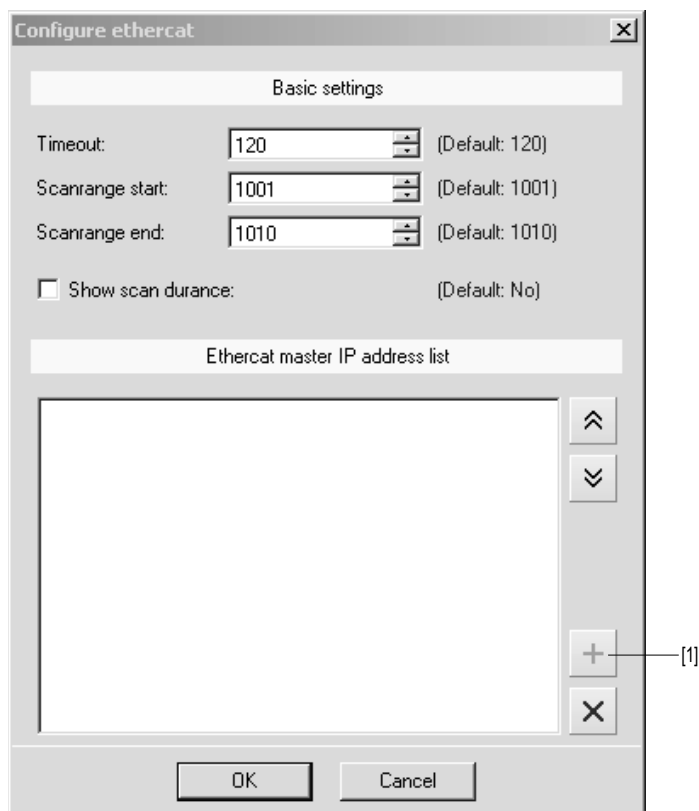 Configure ethercat
Basic settings
Timeout: 120 (Default: 120)
Scanrange start: 1001 (Default: 1001)
Scanrange end: 1010 (Default: 1010)
Show scan durance: (Default: No)
Ethercat master IP address list
[1]
OK Cancel